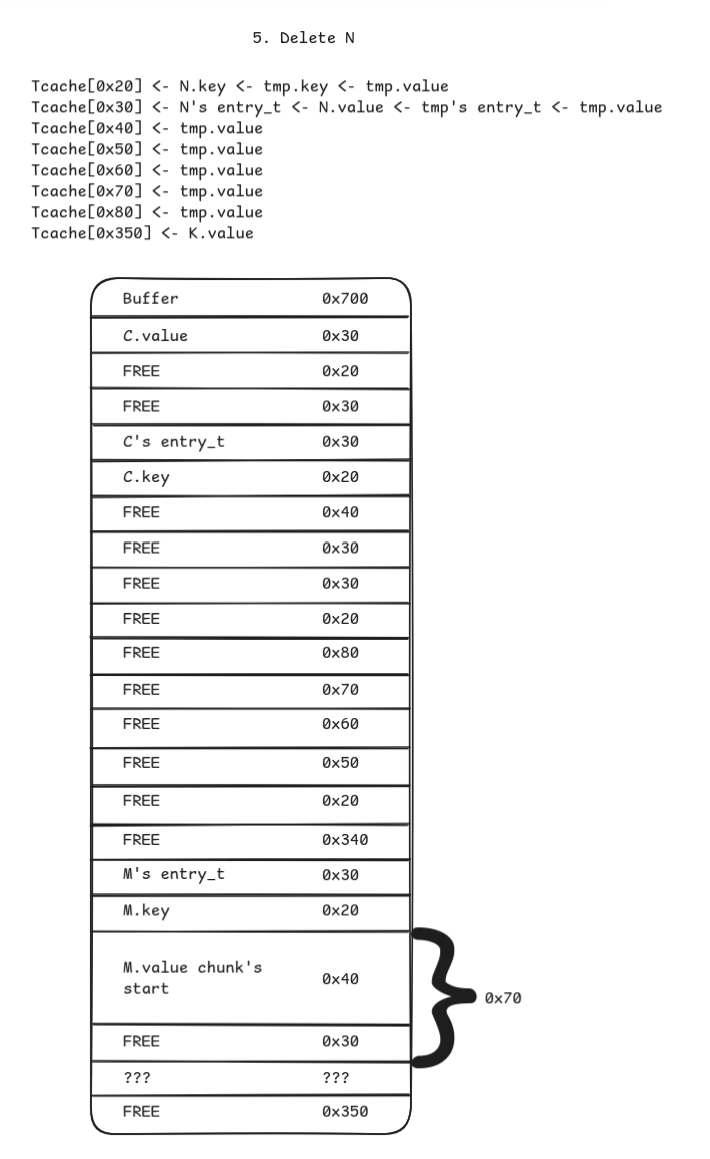 5. Delete N
Tcache[0x20] <- N.key <- tmp.key <- tmp.value
Tcache[0x30] <- N's entry_t <- N.value <- tmp's entry_t <- tmp.value
Tcache[0x40] <- tmp.value
Tcache[0x50] <- tmp.value
Tcache[0x60] <- tmp.value
Tcache[0x70] <- tmp.value
Tcache[0x80] <- tmp.value
Tcache[0x350] <- K.value
Buffer 0x700
C.value 0x30
FREE 0x20
FREE 0x30
C's entry_t 0x30
C.key 0x20
FREE 0x40
FREE 0x30
FREE 0x30
FREE 0x20
FREE 0x80
FREE 0x70
FREE 0x60
FREE 0x50
FREE 0x20
FREE 0x340
M's entry_t 0x30
M.key 0x20
M.value chunk's
start 0x40
0x70
FREE 0x30
??? ???
FREE 0x350